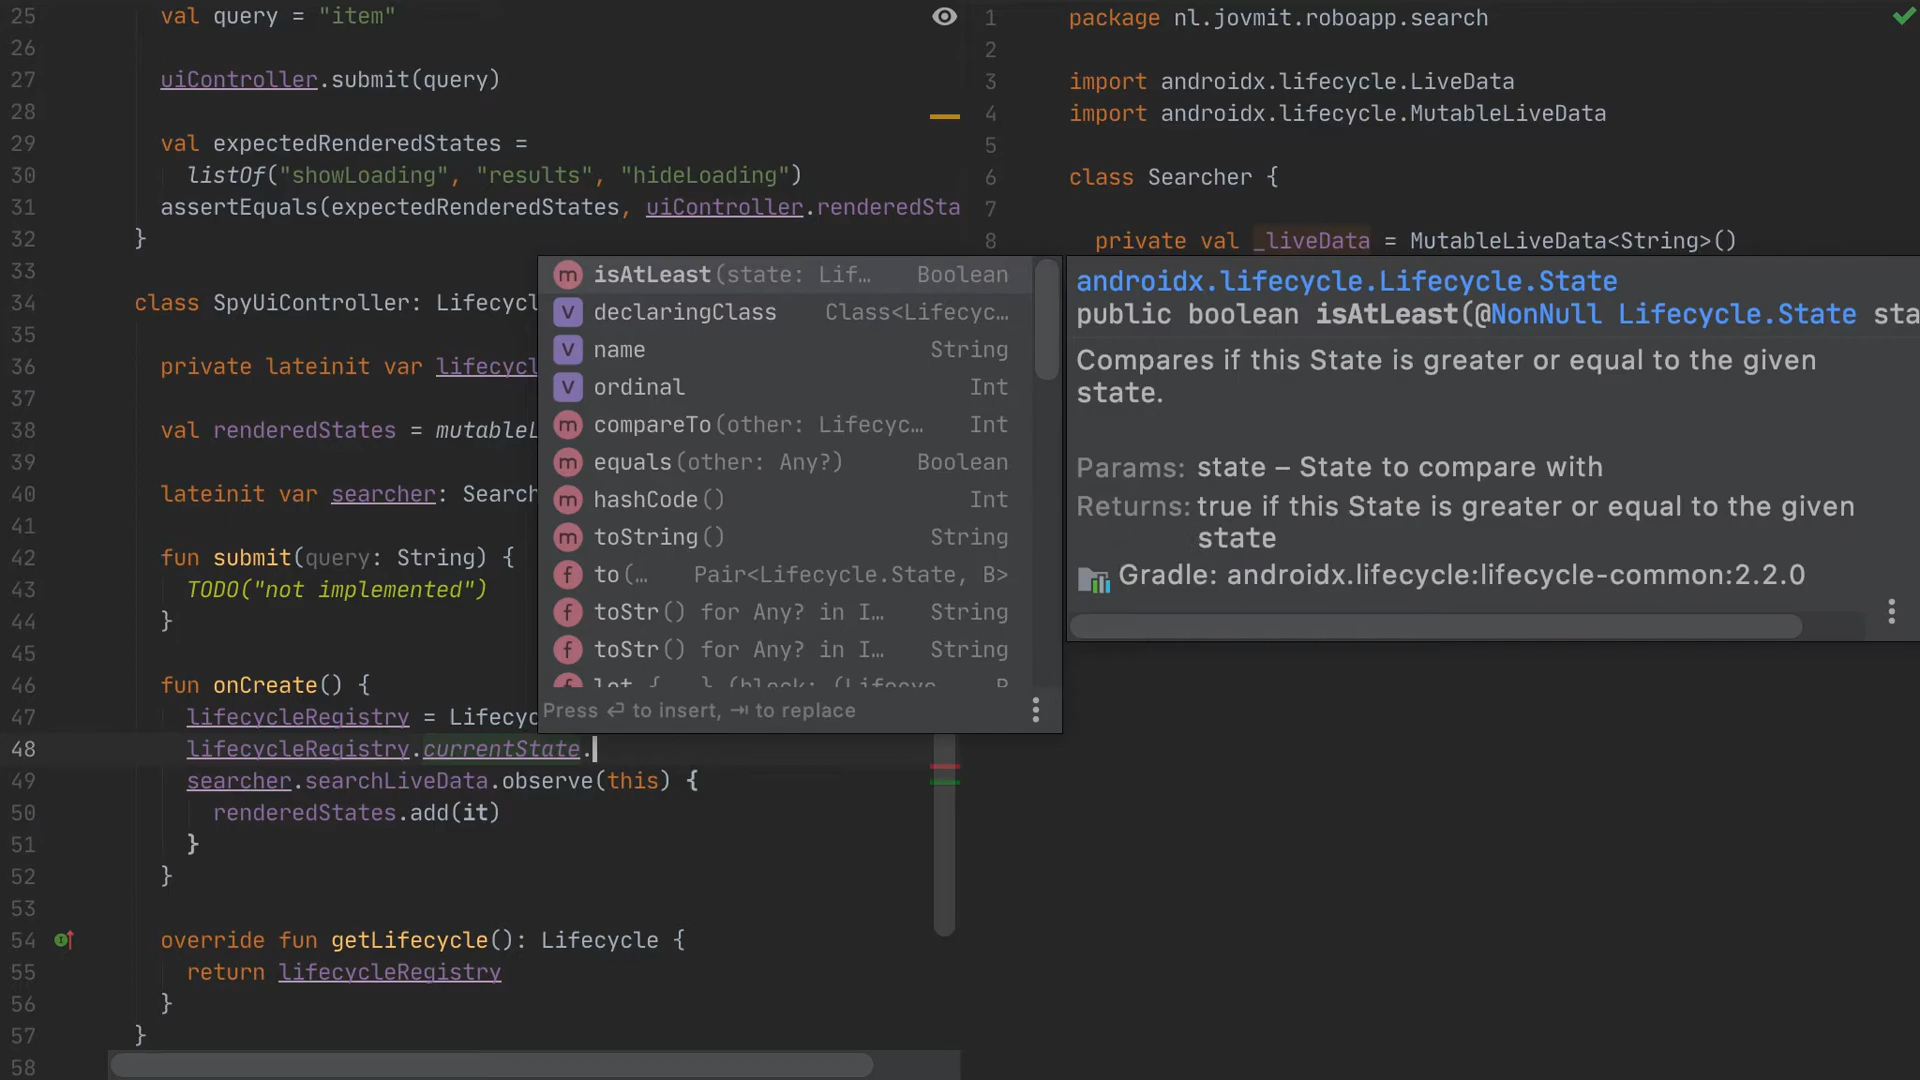 25 val query = "item"
26
27 uiController.submit(query)
28
29 val expectedRenderedStates =
30 listOf("showLoading", "results", "hideLoading")
31 assertEquals(expectedRenderedStates, uiController.renderedSta
32 }
33
34 class SpyUiController: Lifecycl
35
36 private lateinit var lifecycl
37
38 val renderedStates = mutableL
39
40 lateinit var searcher: Search
41
42 fun submit(query: String) {
43 TODO("not implemented")
44 }
45
46 fun onCreate() {
47 lifecycleRegistry = Lifecyc
48 lifecycleRegistry.currentState.
49 searcher.searchLiveData.observe(this) {
50 renderedStates.add(it)
51 }
52 }
53
54 override fun getLifecycle(): Lifecycle {
55 return lifecycleRegistry
56 }
57 }
58
m isAtLeast(state: Lif… Boolean
v declaringClass Class<Lifecyc…
v name String
v ordinal Int
m compareTo(other: Lifecyc… Int
m equals(other: Any?) Boolean
m hashCode() Int
m toString() String
f to(… Pair<Lifecycle.State, B>
f toStr() for Any? in I… String
f toStr() for Any? in I… String
Press ↩ to insert, ⇥ to replace
1 package nl.jovmit.roboapp.search
2
3 import androidx.lifecycle.LiveData
4 import androidx.lifecycle.MutableLiveData
5
6 class Searcher {
7
8 private val _liveData = MutableLiveData<String>()
androidx.lifecycle.Lifecycle.State
public boolean isAtLeast(@NonNull Lifecycle.State sta
Compares if this State is greater or equal to the given
state.
Params: state – State to compare with
Returns: true if this State is greater or equal to the given
state
Gradle: androidx.lifecycle:lifecycle-common:2.2.0